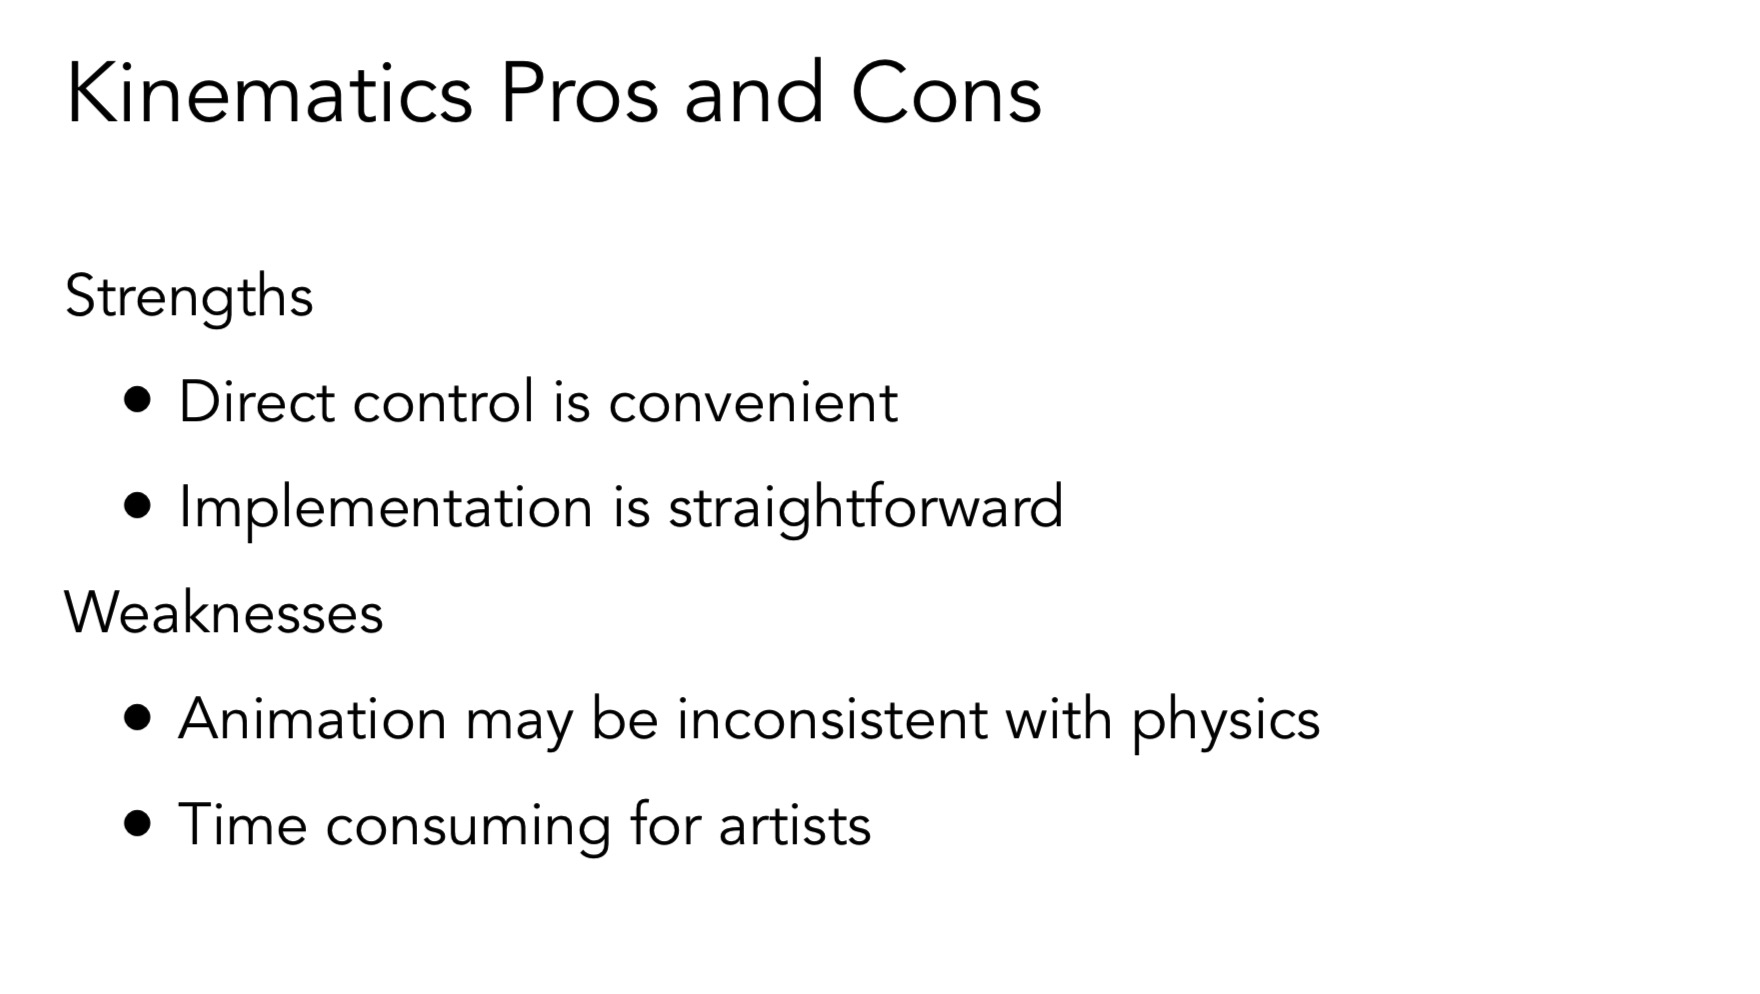 Kinematics Pros and Cons
Strengths
• Direct control is convenient
• Implementation is straightforward
Weaknesses
• Animation may be inconsistent with physics
• Time consuming for artists